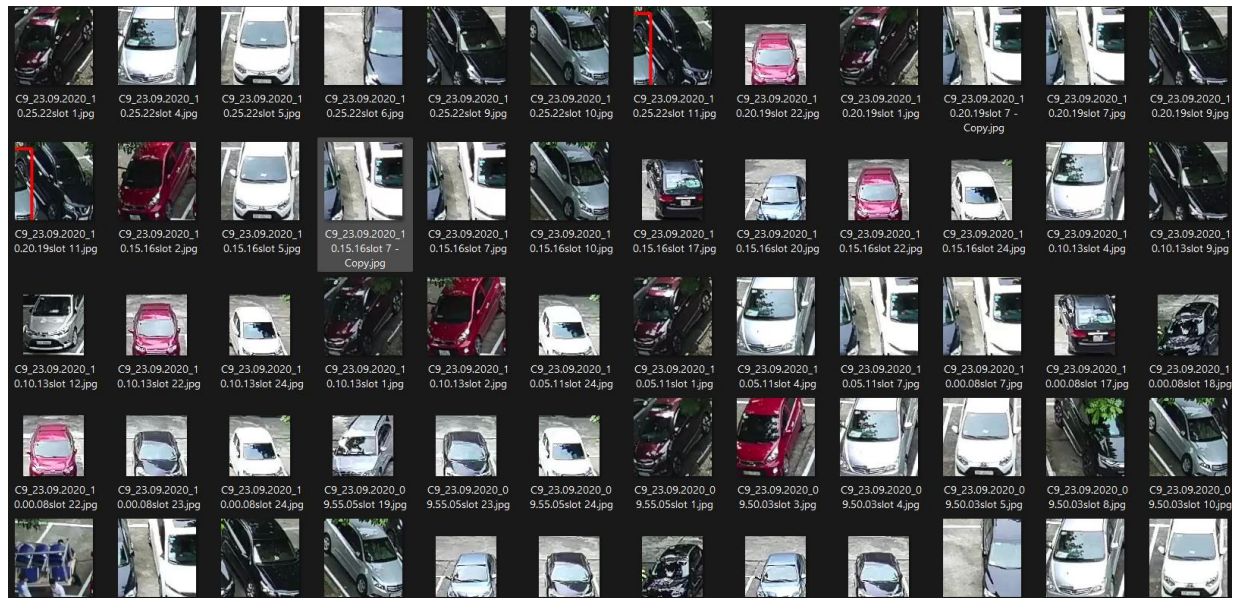 C9_23.09.2020_1
0.25.22slot 1.jpg
C9_23.09.2020_1
0.25.22slot 4.jpg
C9_23.09.2020_1
0.25.22slot 5.jpg
C9_23.09.2020_1
0.25.22slot 6.jpg
C9_23.09.2020_1
0.25.22slot 9.jpg
C9_23.09.2020_1
0.25.22slot 10.jpg
C9_23.09.2020_1
0.25.22slot 11.jpg
C9_23.09.2020_1
0.20.19slot 22.jpg
C9_23.09.2020_1
0.20.19slot 1.jpg
C9_23.09.2020_1
0.20.19slot 7 -
Copy.jpg
C9_23.09.2020_1
0.20.19slot 7.jpg
C9_23.09.2020_1
0.20.19slot 9.jpg
C9_23.09.2020_1
0.20.19slot 11.jpg
C9_23.09.2020_1
0.15.16slot 2.jpg
C9_23.09.2020_1
0.15.16slot 5.jpg
C9_23.09.2020_1
0.15.16slot 7 -
Copy.jpg
C9_23.09.2020_1
0.15.16slot 7.jpg
C9_23.09.2020_1
0.15.16slot 10.jpg
C9_23.09.2020_1
0.15.16slot 17.jpg
C9_23.09.2020_1
0.15.16slot 20.jpg
C9_23.09.2020_1
0.15.16slot 22.jpg
C9_23.09.2020_1
0.15.16slot 24.jpg
C9_23.09.2020_1
0.10.13slot 4.jpg
C9_23.09.2020_1
0.10.13slot 9.jpg
C9_23.09.2020_1
0.10.13slot 12.jpg
C9_23.09.2020_1
0.10.13slot 22.jpg
C9_23.09.2020_1
0.10.13slot 24.jpg
C9_23.09.2020_1
0.10.13slot 1.jpg
C9_23.09.2020_1
0.10.13slot 2.jpg
C9_23.09.2020_1
0.05.11slot 24.jpg
C9_23.09.2020_1
0.05.11slot 1.jpg
C9_23.09.2020_1
0.05.11slot 4.jpg
C9_23.09.2020_1
0.05.11slot 7.jpg
C9_23.09.2020_1
0.00.08slot 7.jpg
C9_23.09.2020_1
0.00.08slot 17.jpg
C9_23.09.2020_1
0.00.08slot 18.jpg
C9_23.09.2020_1
0.00.08slot 22.jpg
C9_23.09.2020_1
0.00.08slot 23.jpg
C9_23.09.2020_1
0.00.08slot 24.jpg
C9_23.09.2020_0
9.55.05slot 19.jpg
C9_23.09.2020_0
9.55.05slot 23.jpg
C9_23.09.2020_0
9.55.05slot 24.jpg
C9_23.09.2020_0
9.55.05slot 1.jpg
C9_23.09.2020_0
9.50.03slot 3.jpg
C9_23.09.2020_0
9.50.03slot 4.jpg
C9_23.09.2020_0
9.50.03slot 5.jpg
C9_23.09.2020_0
9.50.03slot 8.jpg
C9_23.09.2020_0
9.50.03slot 10.jpg